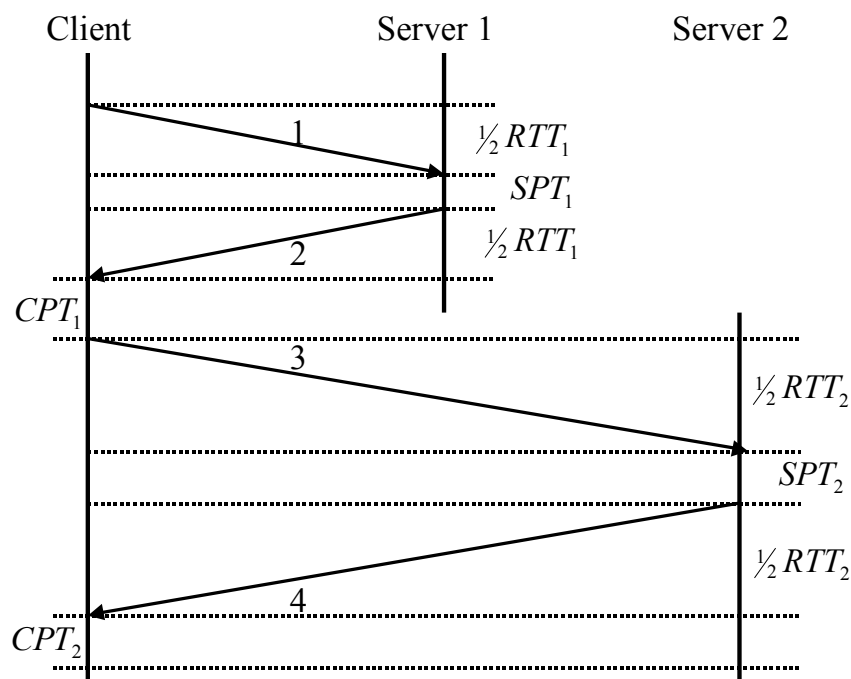 Client Server 1 Server 2
1
½ RTT₁
SPT₁
2
½ RTT₁
CPT₁
3
½ RTT₂
SPT₂
½ RTT₂
4
CPT₂